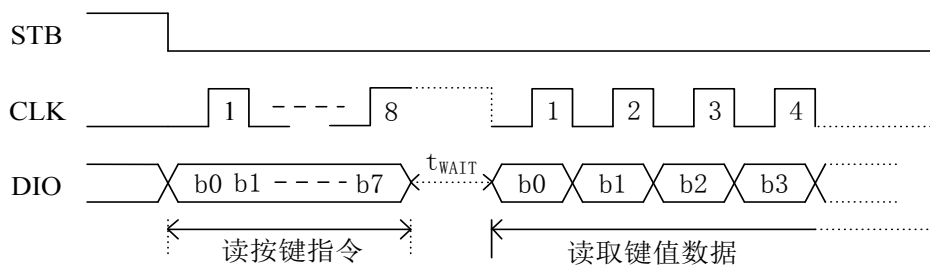 STB
CLK 1 ---- 8 1 2 3 4
DIO b0 b1 ---- b7 tWAIT b0 b1 b2 b3
读按键指令 读取键值数据